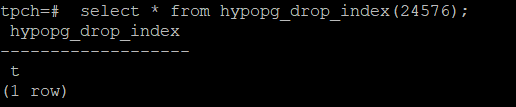 tpch=#  select * from hypopg_drop_index(24576);
 hypopg_drop_index
-------------------
 t
(1 row)